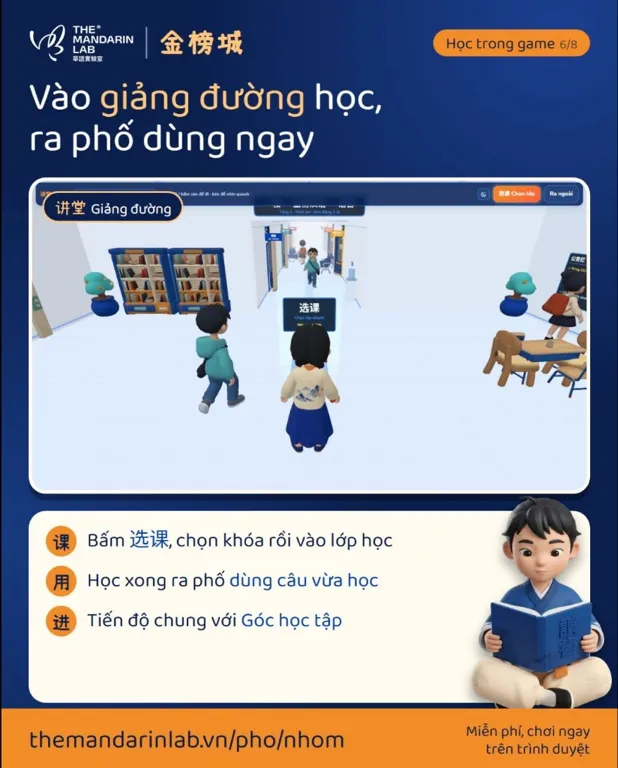 THE®
MANDARIN
LAB
華語實驗室
金榜城
Học trong game 6/8
Vào giảng đường học,
ra phố dùng ngay
讲堂 Giảng đường
选课 Chọn lớp
Ra ngoài
选课
课 Bấm 选课, chọn khóa rồi vào lớp học
用 Học xong ra phố dùng câu vừa học
进 Tiến độ chung với Góc học tập
themandarinlab.vn/pho/nhom
Miễn phí, chơi ngay
trên trình duyệt